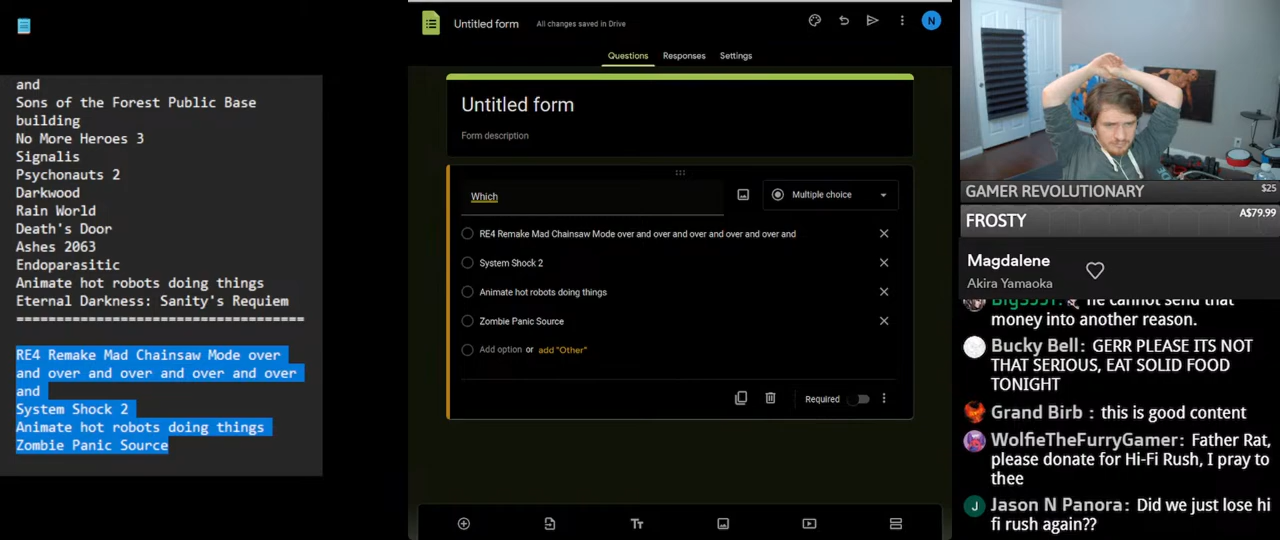 and
Sons of the Forest Public Base
building
No More Heroes 3
Signalis
Psychonauts 2
Darkwood
Rain World
Death's Door
Ashes 2063
Endoparasitic
Animate hot robots doing things
Eternal Darkness: Sanity's Requiem
====================================
RE4 Remake Mad Chainsaw Mode over
and over and over and over and over
and
System Shock 2
Animate hot robots doing things
Zombie Panic Source
Untitled form
All changes saved in Drive
N
Questions
Responses
Settings
Untitled form
Form description
Which
Multiple choice
RE4 Remake Mad Chainsaw Mode over and over and over and over and over and
System Shock 2
Animate hot robots doing things
Zombie Panic Source
Add option or add "Other"
Required
Tт
GAMER REVOLUTIONARY
$25
FROSTY
A$79.99
Magdalene
Akira Yamaoka
he cannot send that
money into another reason.
Bucky Bell: GERR PLEASE ITS NOT
THAT SERIOUS, EAT SOLID FOOD
TONIGHT
Grand Birb : this is good content
WolfieTheFurryGamer: Father Rat,
please donate for Hi-Fi Rush, I pray to
thee
J
Jason N Panora: Did we just lose hi
fi rush again??